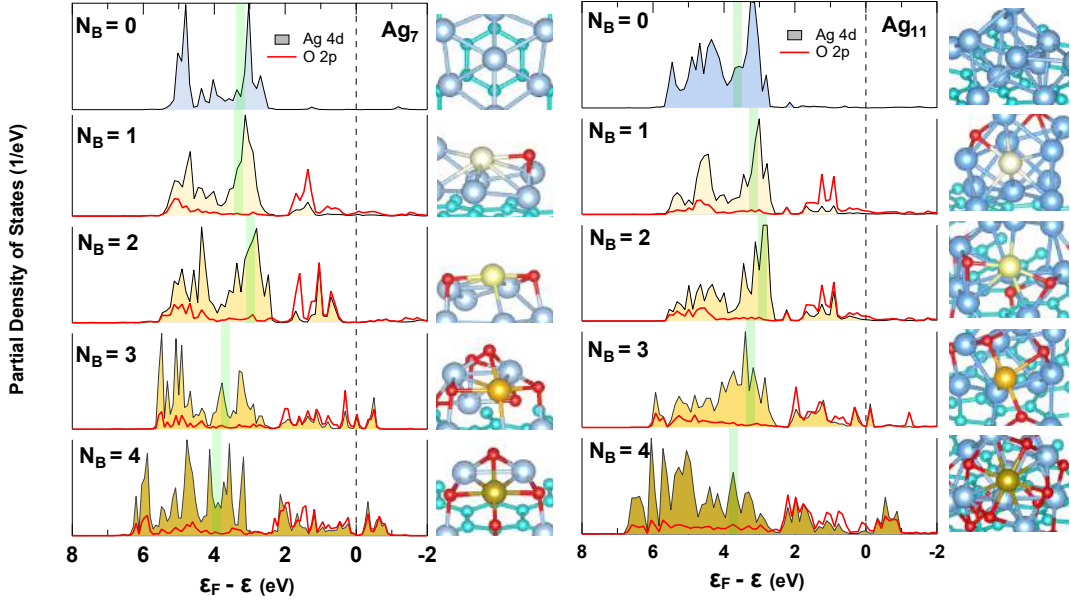 Partial Density of States (1/eV)
N_B = 0
Ag 4d
O 2p
Ag₇
N_B = 1
N_B = 2
N_B = 3
N_B = 4
8 6 4 2 0 -2
ε_F - ε (eV)
N_B = 0
Ag 4d
O 2p
Ag₁₁
N_B = 1
N_B = 2
N_B = 3
N_B = 4
8 6 4 2 0 -2
ε_F - ε (eV)